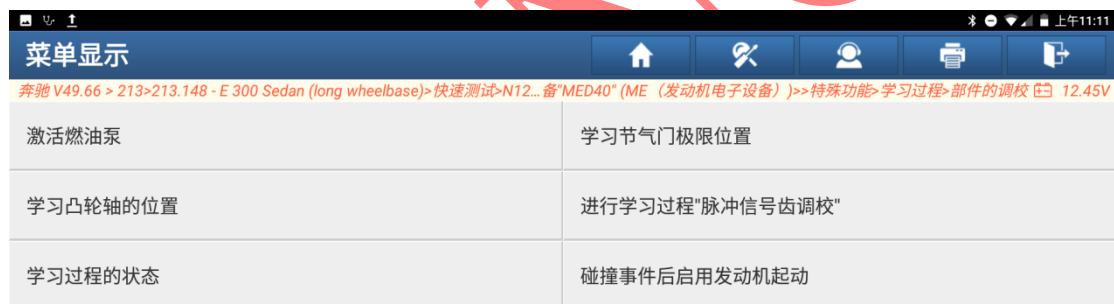 上午11:11
菜单显示
奔驰 V49.66 > 213>213.148 - E 300 Sedan (long wheelbase)>快速测试>N12...备"MED40" (ME（发动机电子设备）)>>特殊功能>学习过程>部件的调校 12.45V
激活燃油泵 学习节气门极限位置
学习凸轮轴的位置 进行学习过程"脉冲信号齿调校"
学习过程的状态 碰撞事件后启用发动机起动